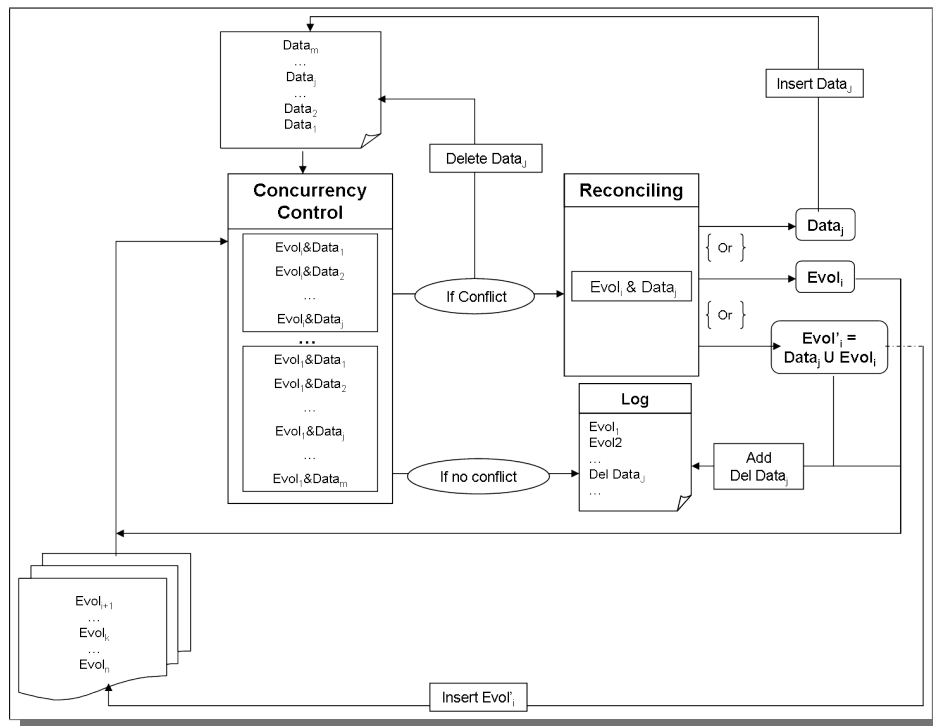 Data_m
...
Data_j
...
Data_2
Data_1
Insert Data_J
Delete Data_J
Concurrency
Control
Evol_i&Data_1
Evol_i&Data_2
...
Evol_i&Data_j
...
Evol_1&Data_1
Evol_1&Data_2
...
Evol_1&Data_j
...
Evol_1&Data_m
If Conflict
If no conflict
Reconciling
Evol_i & Data_j
{ Or }
{ Or }
Data_j
Evol_i
Evol'_i =
Data_j U Evol_i
Log
Evol_1
Evol2
...
Del Data_J
...
Add
Del Data_j
Evol_i+1
...
Evol_k
...
Evol_n
Insert Evol'_i